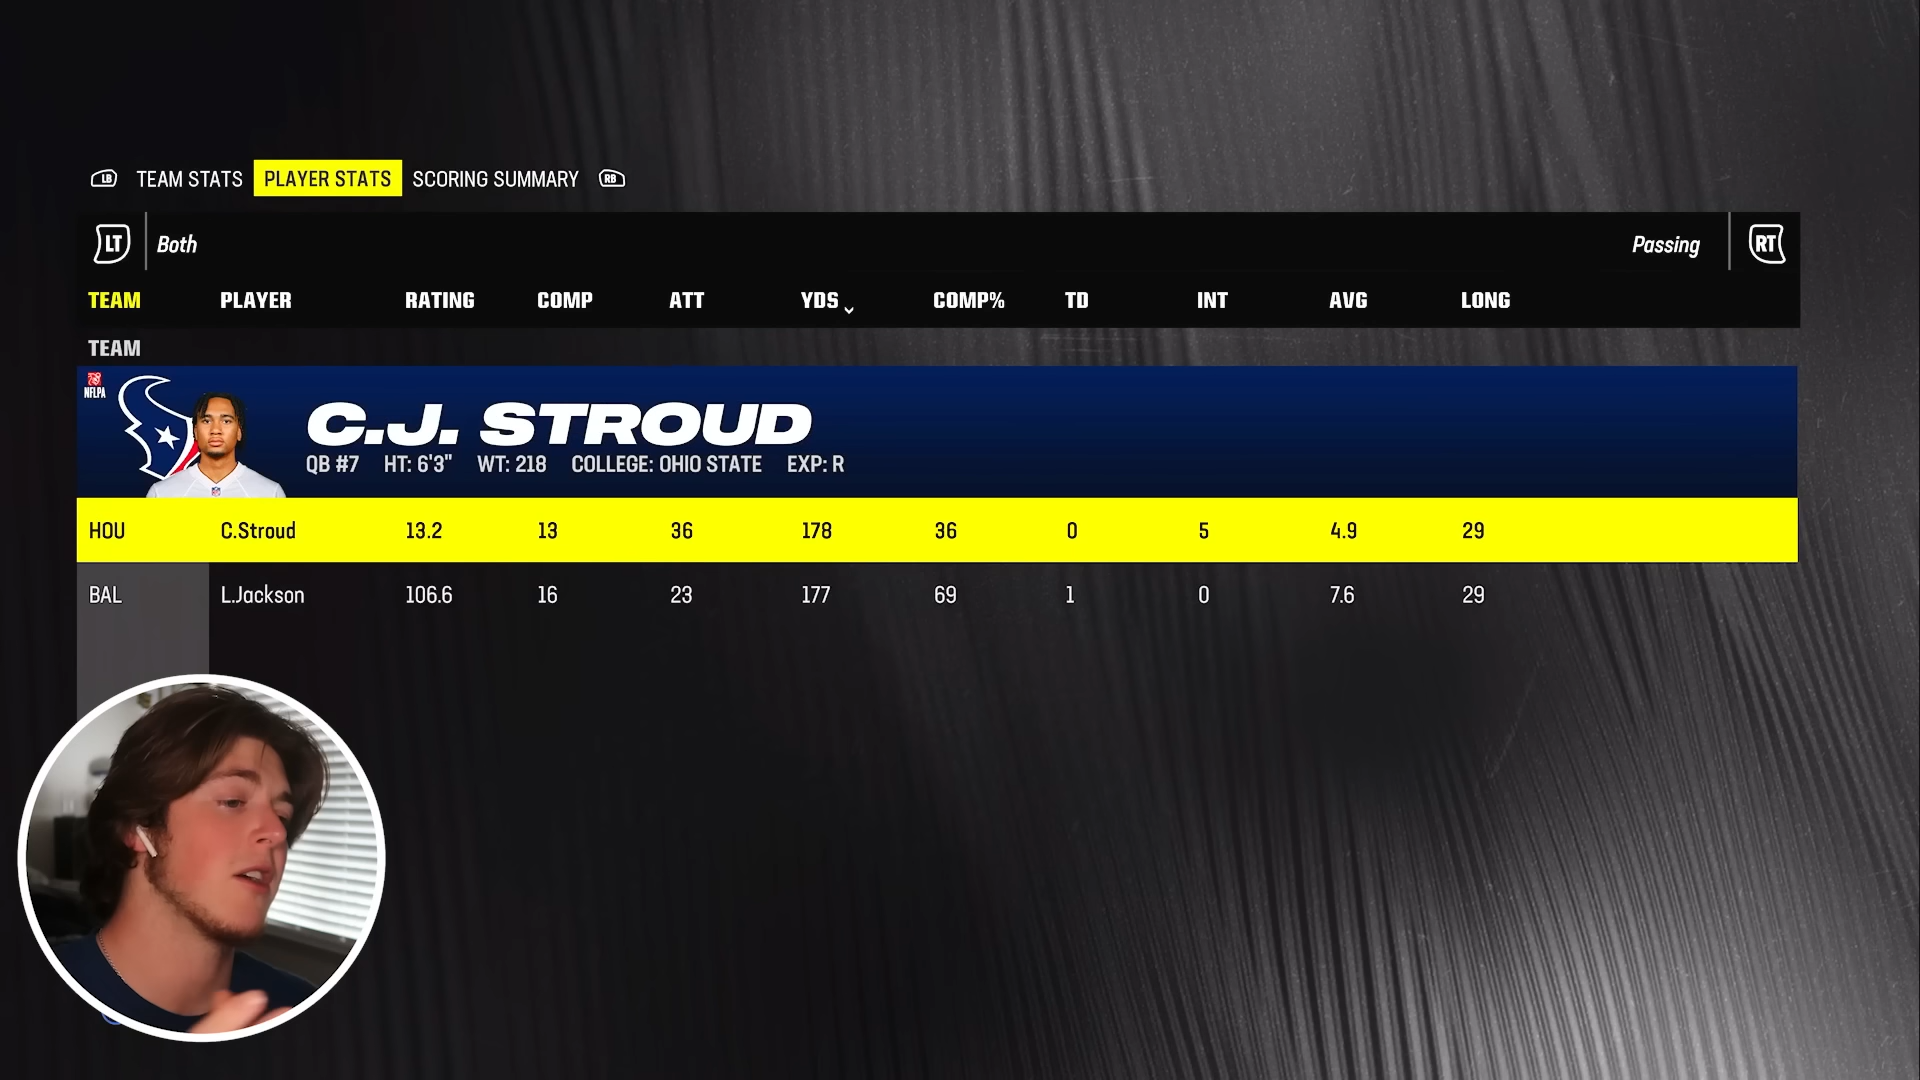 LB TEAM STATS PLAYER STATS SCORING SUMMARY RB
LT Both Passing RT
TEAM PLAYER RATING COMP ATT YDS COMP% TD INT AVG LONG
TEAM
NFLPA
C.J. STROUD
QB #7 HT: 6'3" WT: 218 COLLEGE: OHIO STATE EXP: R
HOU C.Stroud 13.2 13 36 178 36 0 5 4.9 29
BAL L.Jackson 106.6 16 23 177 69 1 0 7.6 29